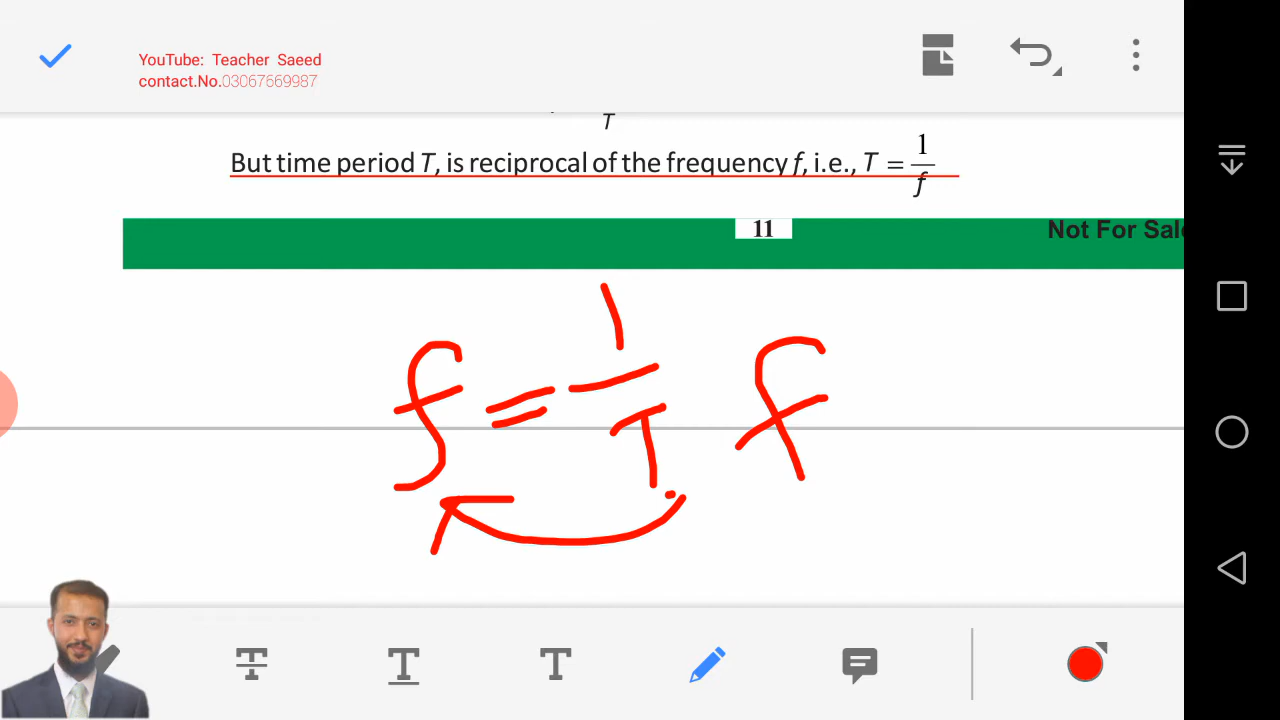 YouTube: Teacher Saeed
contact.No.03067669987
T
But time period T, is reciprocal of the frequency f, i.e., T = 1/f
11
Not For Sale
f = 1/T f